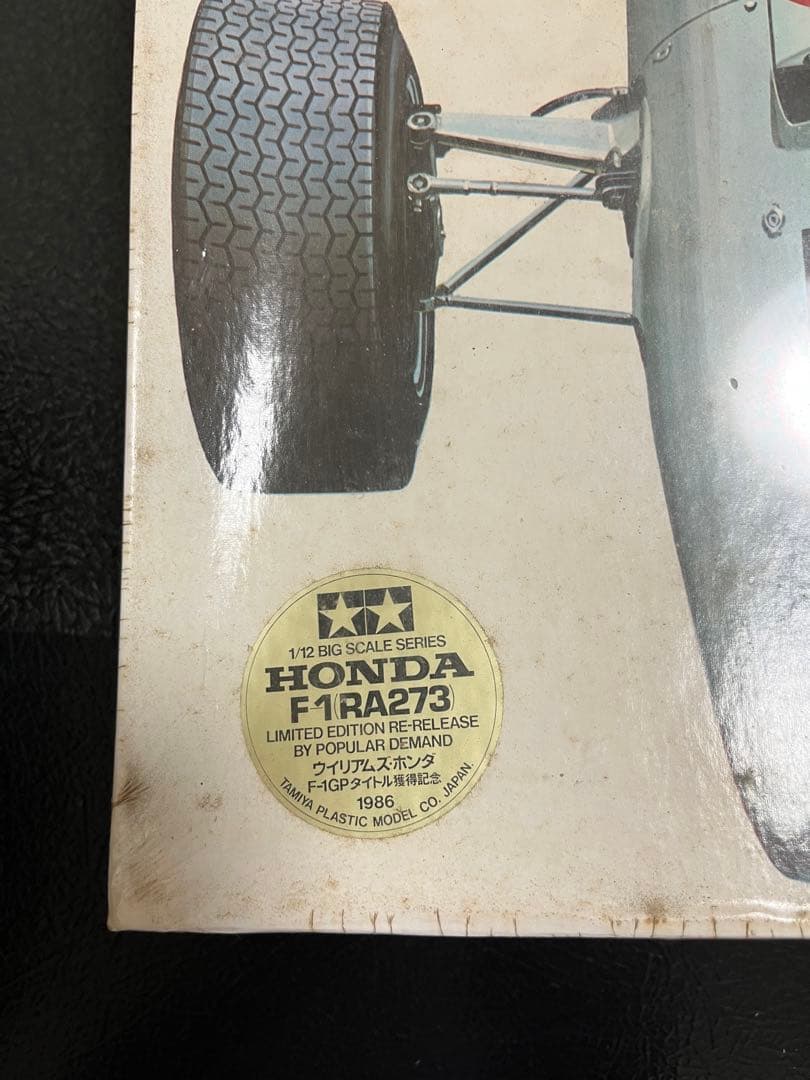 1/12 BIG SCALE SERIES
HONDA
F-1(RA273)
LIMITED EDITION RE-RELEASE
BY POPULAR DEMAND
ウイリアムズ・ホンダ
F-1GPタイトル獲得記念
1986
TAMIYA PLASTIC MODEL CO. JAPAN.